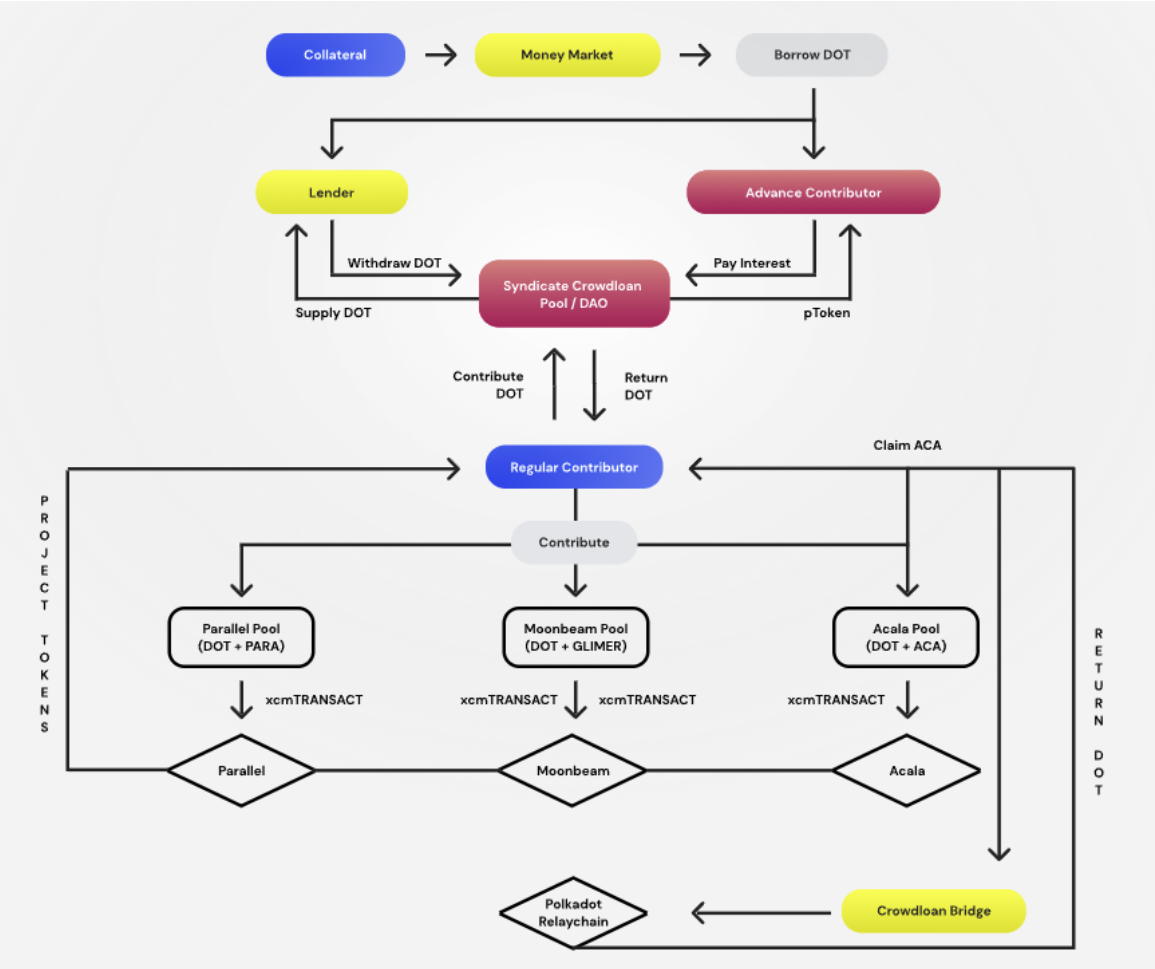 Collateral
Money Market
Borrow DOT
Lender
Advance Contributor
Withdraw DOT
Pay Interest
Syndicate Crowdloan
Pool / DAO
Supply DOT
pToken
Contribute
DOT
Return
DOT
Claim ACA
Regular Contributor
PROJECT TOKENS
Contribute
Parallel Pool
(DOT + PARA)
Moonbeam Pool
(DOT + GLIMER)
Acala Pool
(DOT + ACA)
RETURN DOT
xcmTRANSACT
xcmTRANSACT
xcmTRANSACT
xcmTRANSACT
Parallel
Moonbeam
Acala
Polkadot
Relaychain
Crowdloan Bridge